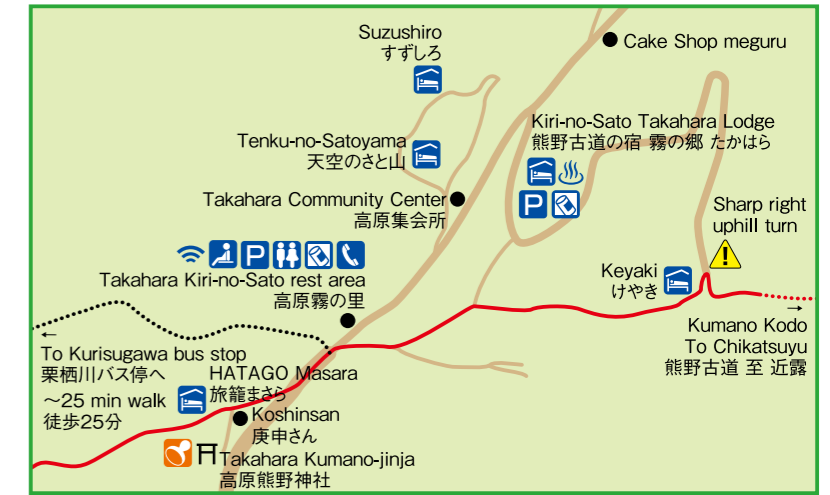 Suzushiro
すずしろ
Cake Shop meguru
Kiri-no-Sato Takahara Lodge
熊野古道の宿 霧の郷 たかはら
Tenku-no-Satoyama
天空のさと山
P
Takahara Community Center
高原集会所
Sharp right
uphill turn
P
Takahara Kiri-no-Sato rest area
高原霧の里
Keyaki
けやき
←
To Kurisugawa bus stop
栗栖川バス停へ
~25 min walk
徒歩25分
HATAGO Masara
旅籠まさら
→
Kumano Kodo
To Chikatsuyu
熊野古道 至 近露
Koshinsan
庚申さん
Takahara Kumano-jinja
高原熊野神社